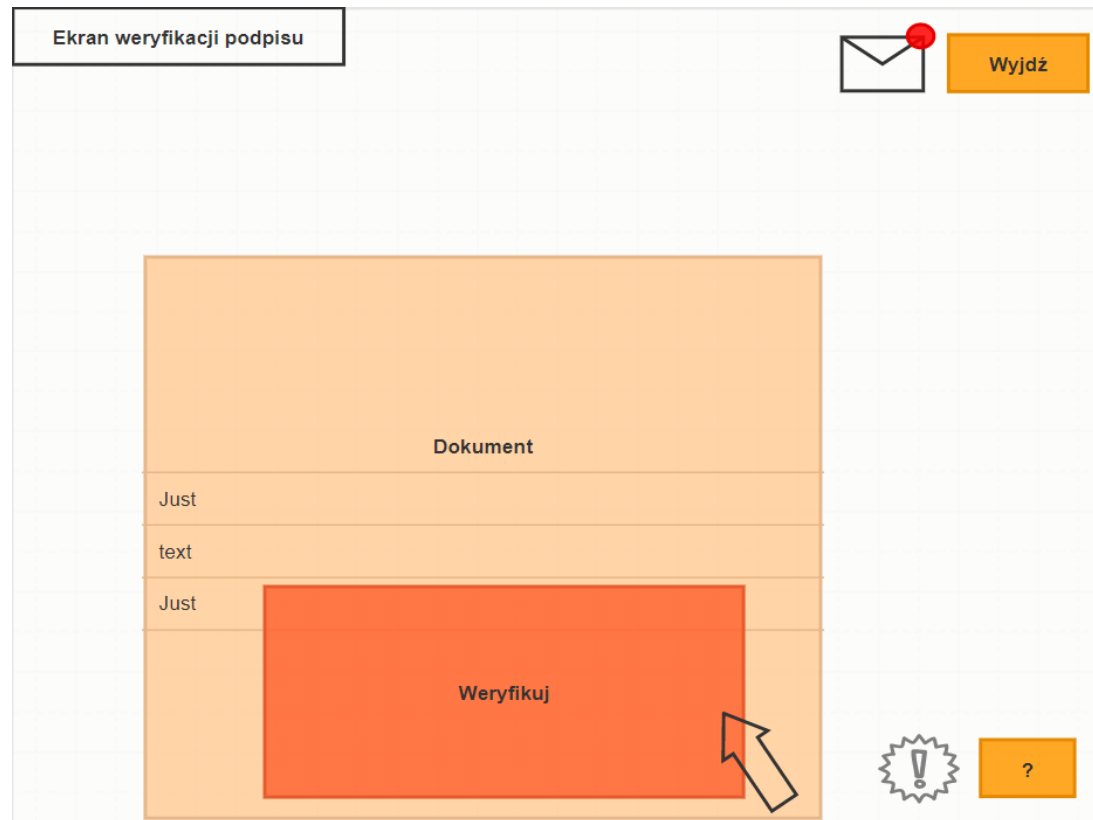 Ekran weryfikacji podpisu
Wyjdź
Dokument
Just
text
Just
Weryfikuj
!
?